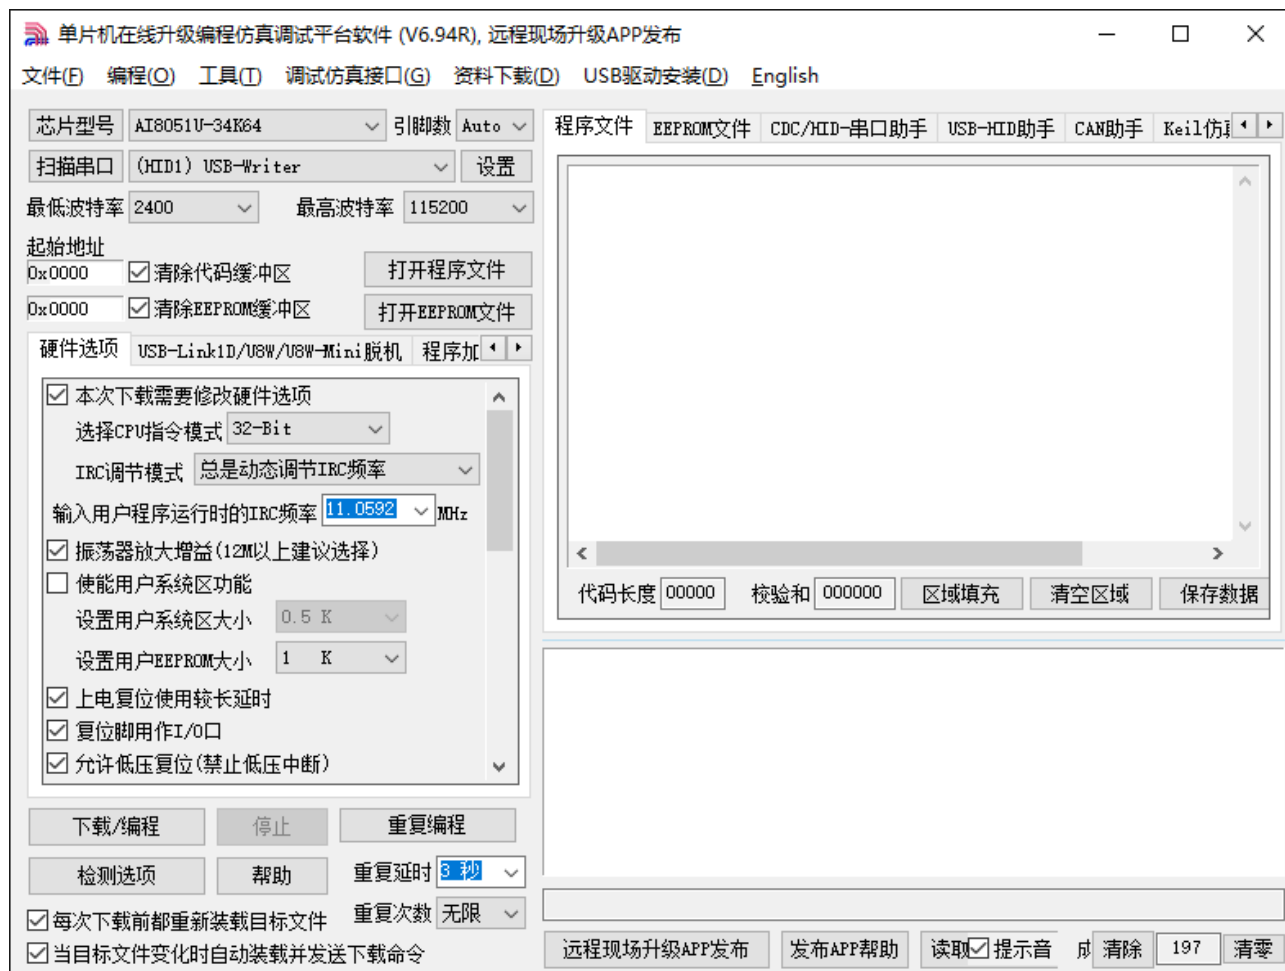 单片机在线升级编程仿真调试平台软件 (V6.94R), 远程现场升级APP发布
文件(F) 编程(O) 工具(T) 调试仿真接口(G) 资料下载(D) USB驱动安装(D) English
芯片型号 AI8051U-34K64 引脚数 Auto
扫描串口 (HID1) USB-Writer 设置
最低波特率 2400 最高波特率 115200
起始地址
0x0000 清除代码缓冲区 打开程序文件
0x0000 清除EEPROM缓冲区 打开EEPROM文件
硬件选项 USB-Link1D/U8W/U8W-Mini脱机 程序加
本次下载需要修改硬件选项
选择CPU指令模式 32-Bit
IRC调节模式 总是动态调节IRC频率
输入用户程序运行时的IRC频率 11.0592 MHz
振荡器放大增益(12M以上建议选择)
使能用户系统区功能
设置用户系统区大小 0.5 K
设置用户EEPROM大小 1 K
上电复位使用较长延时
复位脚用作I/O口
允许低压复位(禁止低压中断)
下载/编程 停止 重复编程
检测选项 帮助 重复延时 3 秒
每次下载前都重新装载目标文件 重复次数 无限
当目标文件变化时自动装载并发送下载命令
程序文件 EEPROM文件 CDC/HID-串口助手 USB-HID助手 CAN助手 Keil仿真
代码长度 00000 校验和 000000 区域填充 清空区域 保存数据
远程现场升级APP发布 发布APP帮助 读取 提示音 成 清除 197 清零